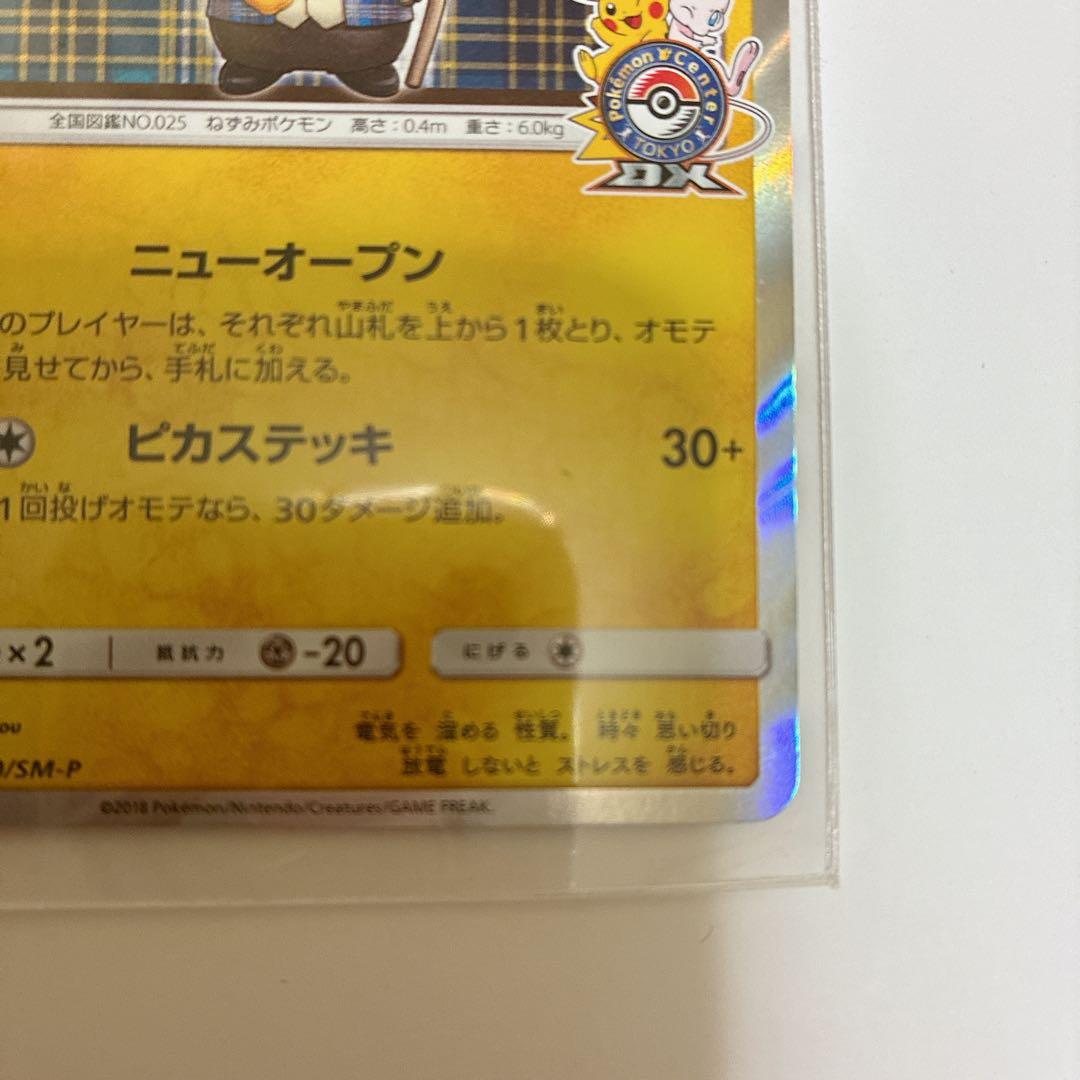 Pokémon Center
TOKYO
DX
全国図鑑NO.025 ねずみポケモン 高さ:0.4m 重さ:6.0kg
ニューオープン
のプレイヤーは、それぞれ山札を上から1枚とり、オモテ
見せてから、手札に加える。
ピカステッキ 30+
1回投げオモテなら、30ダメージ追加。
×2 抵抗力 -20 にげる
ou
電気を 溜める 性質。 時々 思い切り
放電 しないと ストレスを 感じる。
/SM-P
©2018 Pokémon/Nintendo/Creatures/GAME FREAK.